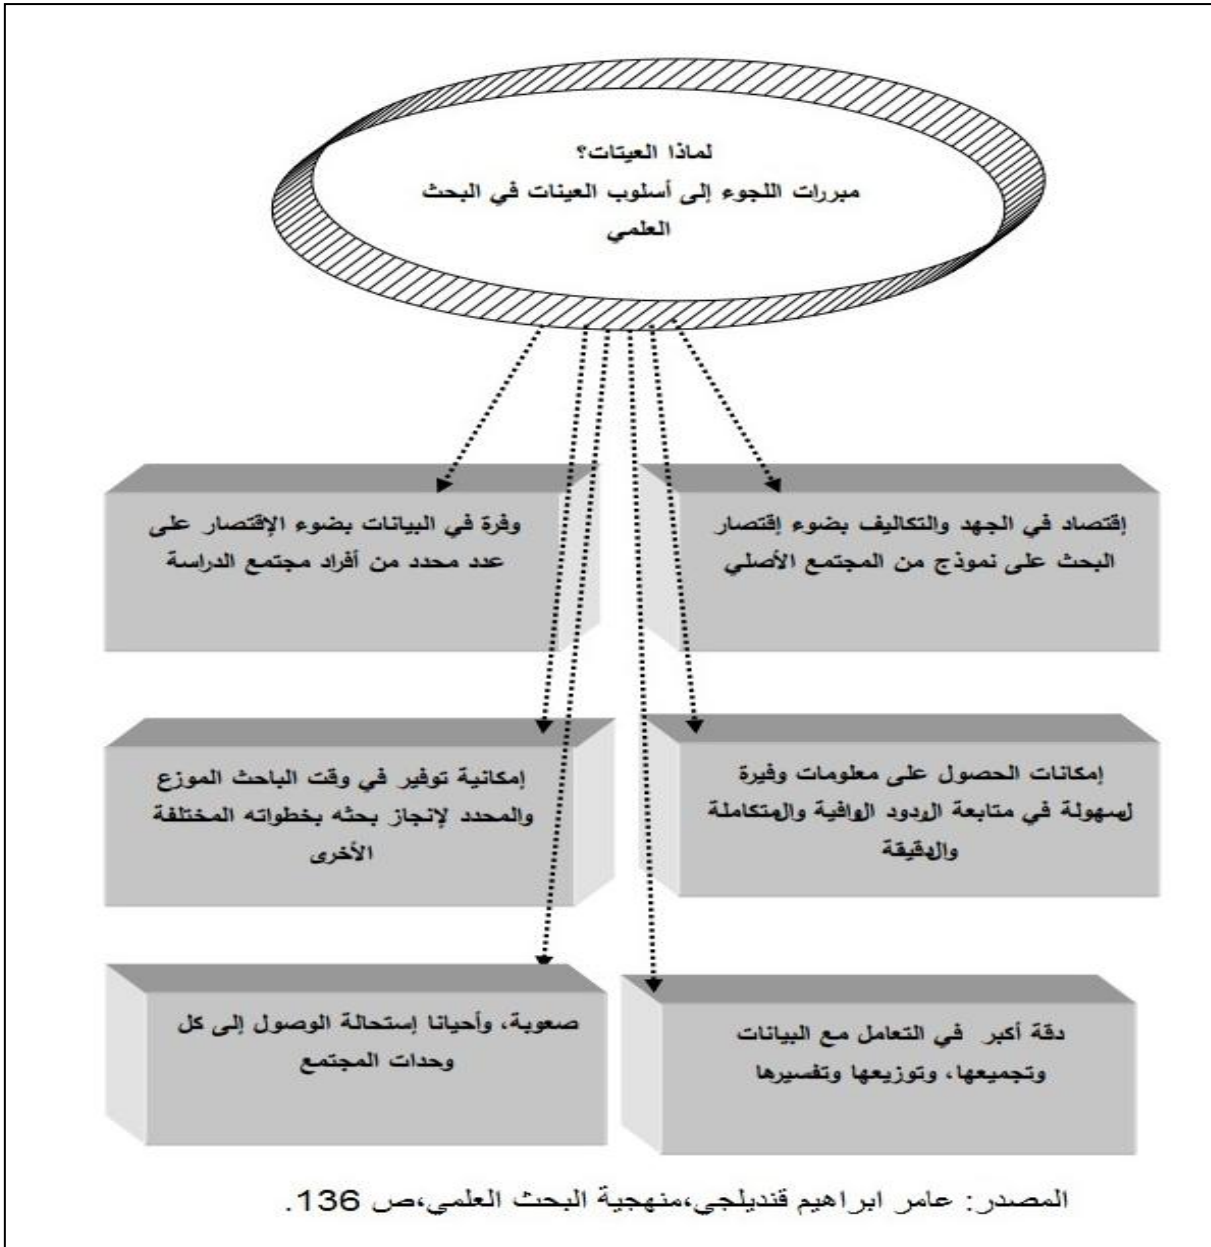 لماذا العيتات؟
مبررات اللجوء إلى أسلوب العينات في البحث
العلمي
إقتصاد في الجهد والتكاليف بضوء إقتصار
البحث على نموذج من المجتمع الأصلي
وفرة في البيانات بضوء الإقتصار على
عدد محدد من أفراد مجتمع الدراسة
إمكانات الحصول على معلومات وفيرة
لسهولة في متابعة الردود الوافية والمتكاملة
والدقيقة
إمكانية توفير في وقت الباحث الموزع
والمحدد لإنجاز بحثه بخطواته المختلفة
الأخرى
دقة أكبر في التعامل مع البيانات
وتجميعها، وتوزيعها وتفسيرها
صعوبة، وأحيانا إستحالة الوصول إلى كل
وحدات المجتمع
المصدر: عامر ابراهيم قنديلجي،منهجية البحث العلمي،ص 136.